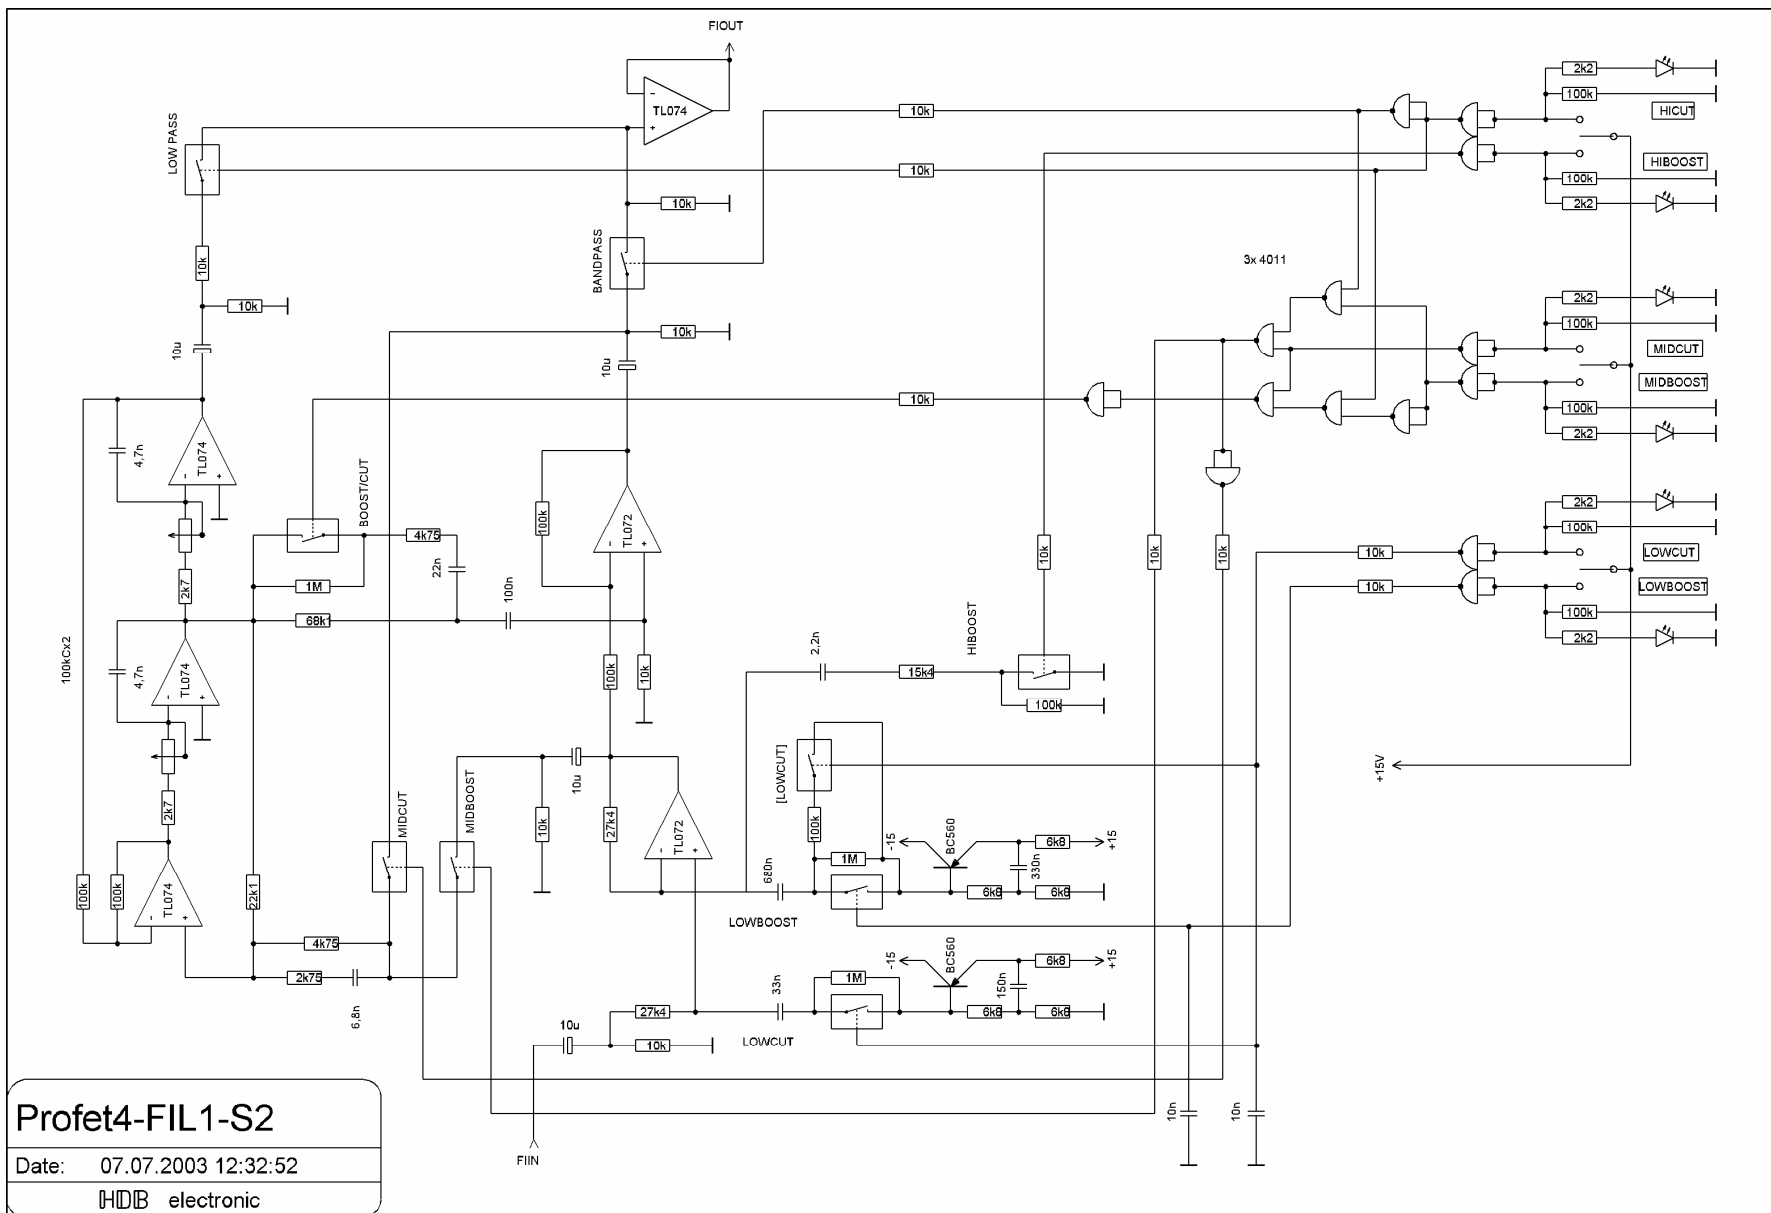 FIOUT
2k2
100k
HICUT
TL074
10k
LOW PASS
10k
HIBOOST
100k
2k2
10k
BANDPASS
3x 4011
10k
10k
2k2
100k
10k
10u
10u
MIDCUT
MIDBOOST
10k
100k
2k2
4,7n
TL074
BOOST/CUT
100k
TL072
4k75
22n
1M
100n
68k1
2k7
10k
10k
10k
2k2
100k
10k
LOWCUT
10k
LOWBOOST
100k
2k2
100kCx2
4,7n
TL074
100k
10k
2,2n
15k4
HIBOOST
100k
10u
[LOWCUT]
+15V
2k7
MIDCUT
MIDBOOST
10k
27k4
TL072
100k
1M
680n
-15
BC560
6k8
+15
330n
6k8
6k8
LOWBOOST
100k
100k
TL074
22k1
4k75
2k75
6,8n
33n
1M
-15
BC560
6k8
+15
150n
6k8
6k8
27k4
10u
10k
LOWCUT
10n
10n
FIIN
Profet4-FIL1-S2
Date: 07.07.2003 12:32:52
HDB electronic